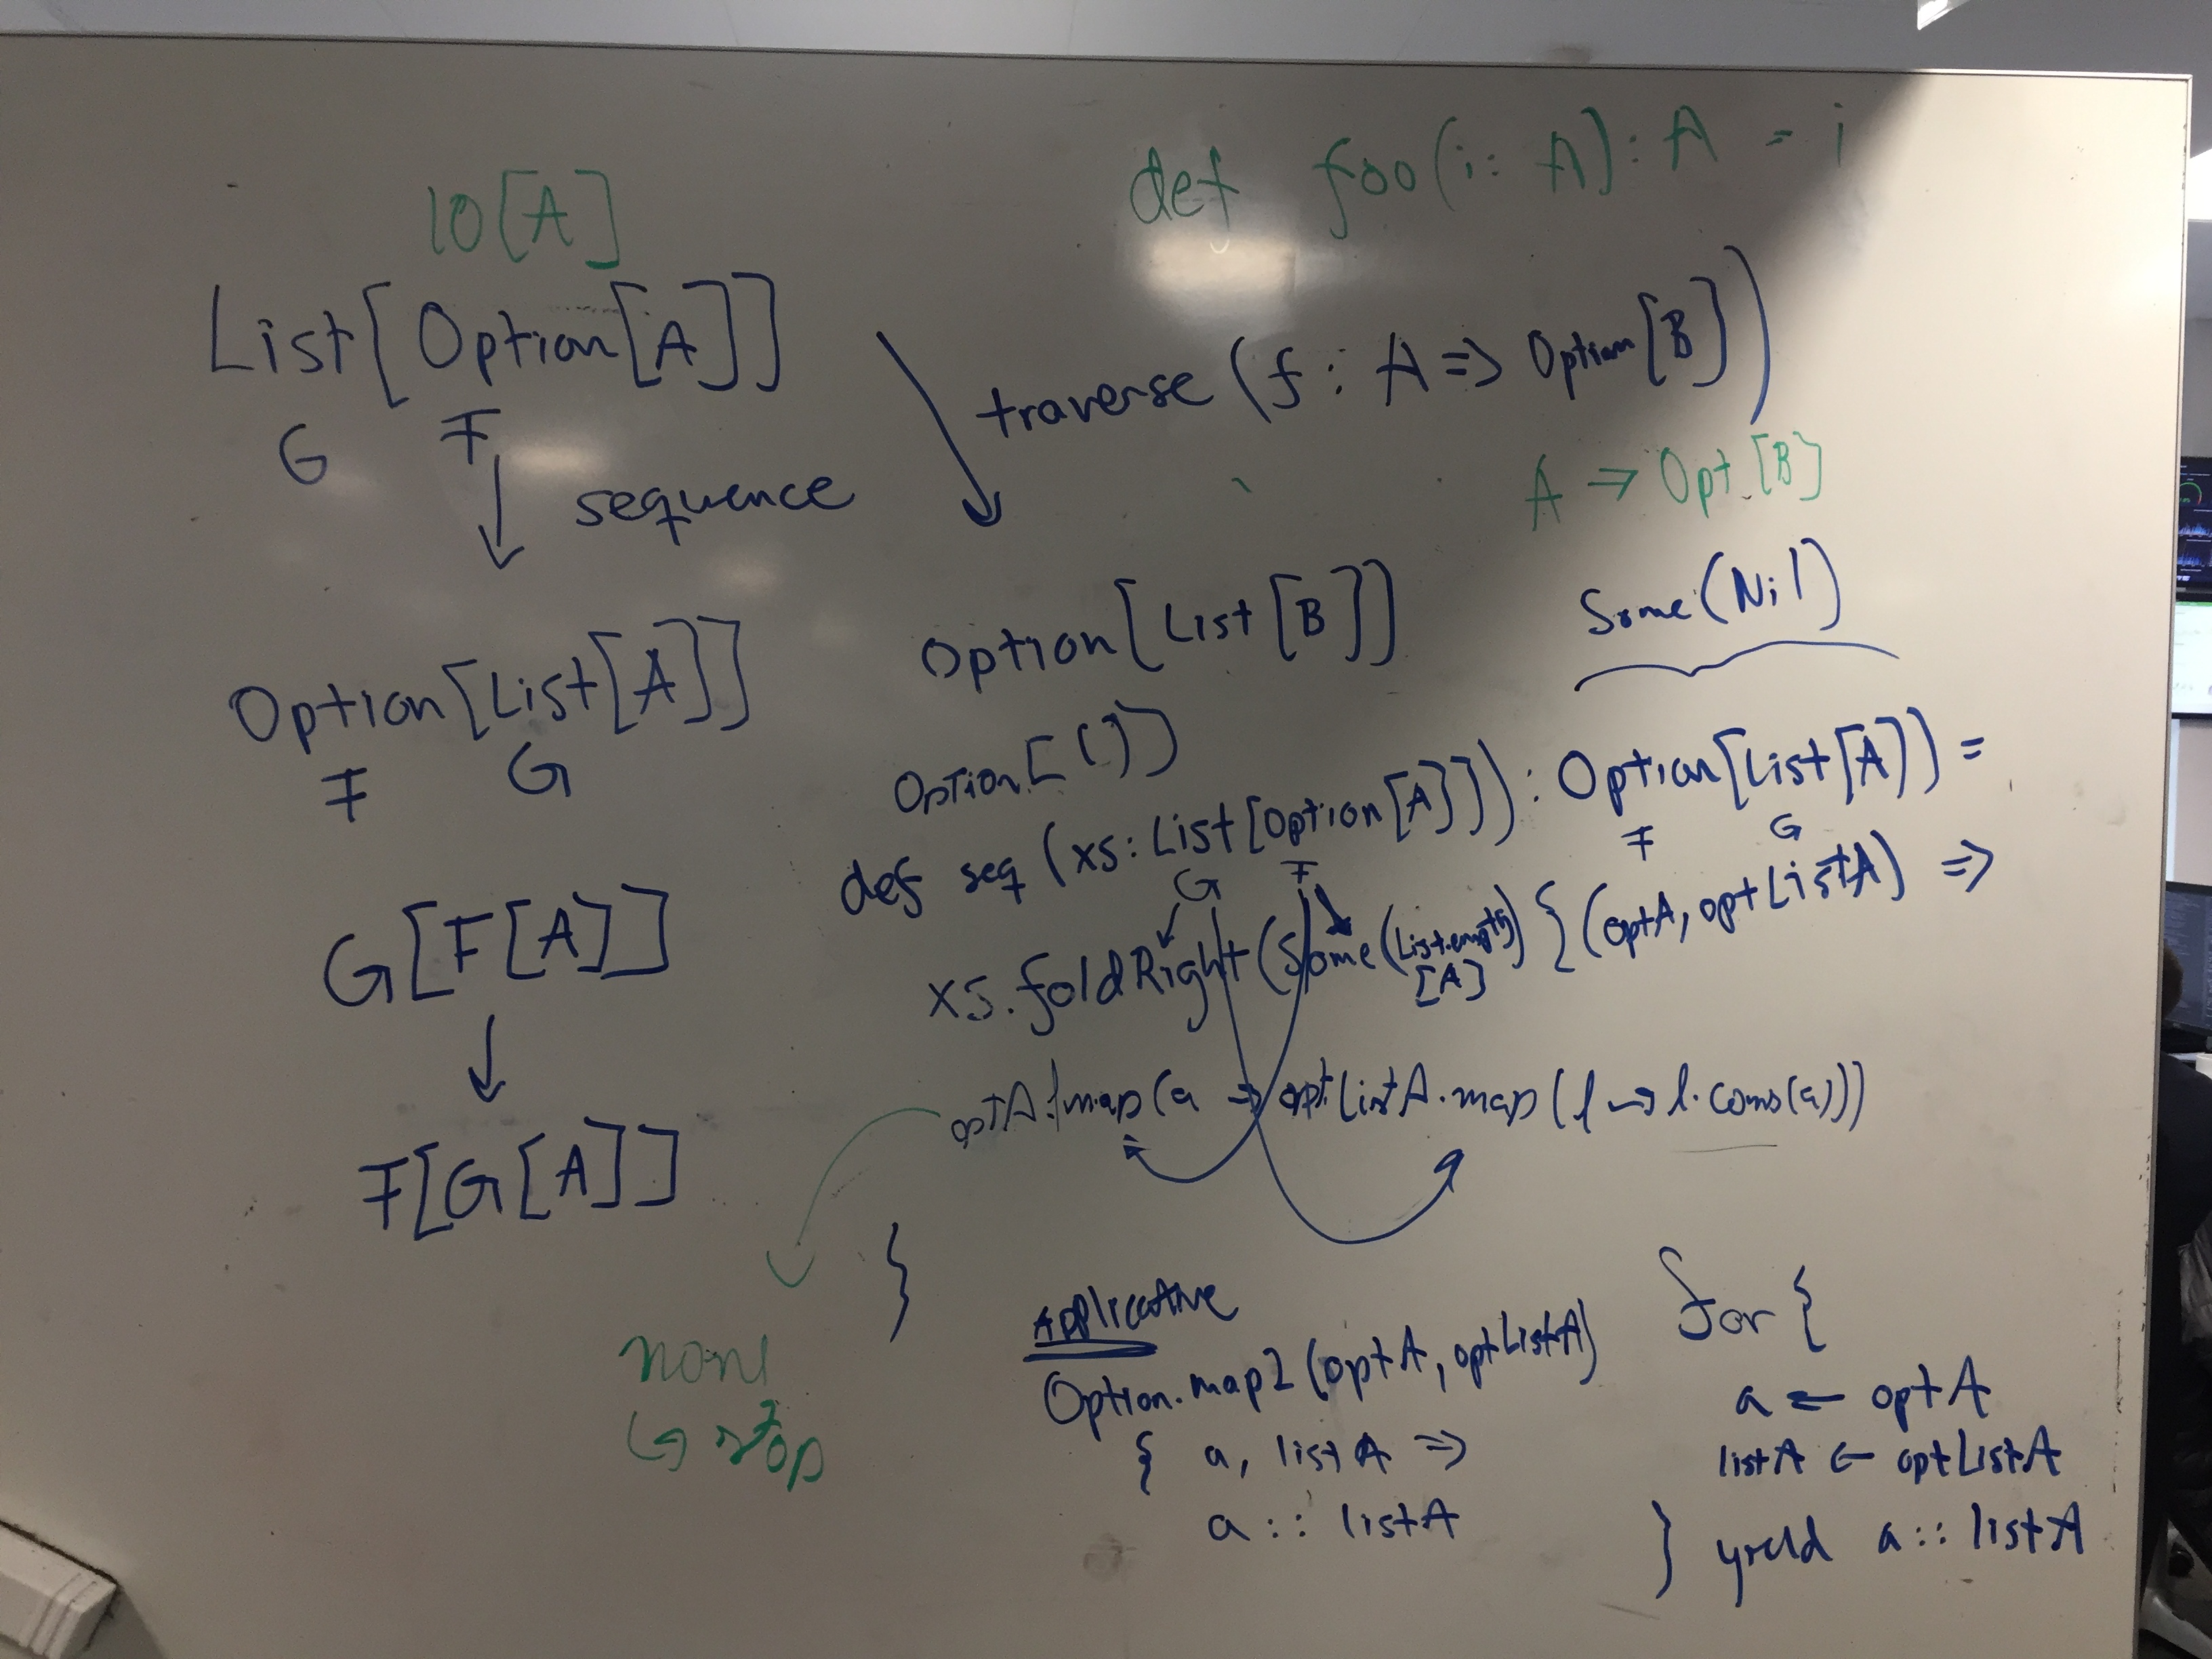 IO[A]
def foo(i: A): A = i
List[Option[A]]
G F
sequence
traverse (f: A => Option[B])
A => Opt.[B]
Option[List[A]]
F G
Option[List[B]]
Some(Nil)
Option[()]
def seq (xs: List[Option[A]]): Option[List[A]] =
G F F G
xs.foldRight(Some(List.empty[A]) { (optA, optListA) =>
optA.fmap(a => optListA.map(l => l.cons(a)))
}
G[F[A]]
F[G[A]]
none
stop
Applicative
Option.map2(optA, optListA)
{ a, listA =>
a :: listA
for {
a <- optA
listA <- optListA
} yield a :: listA